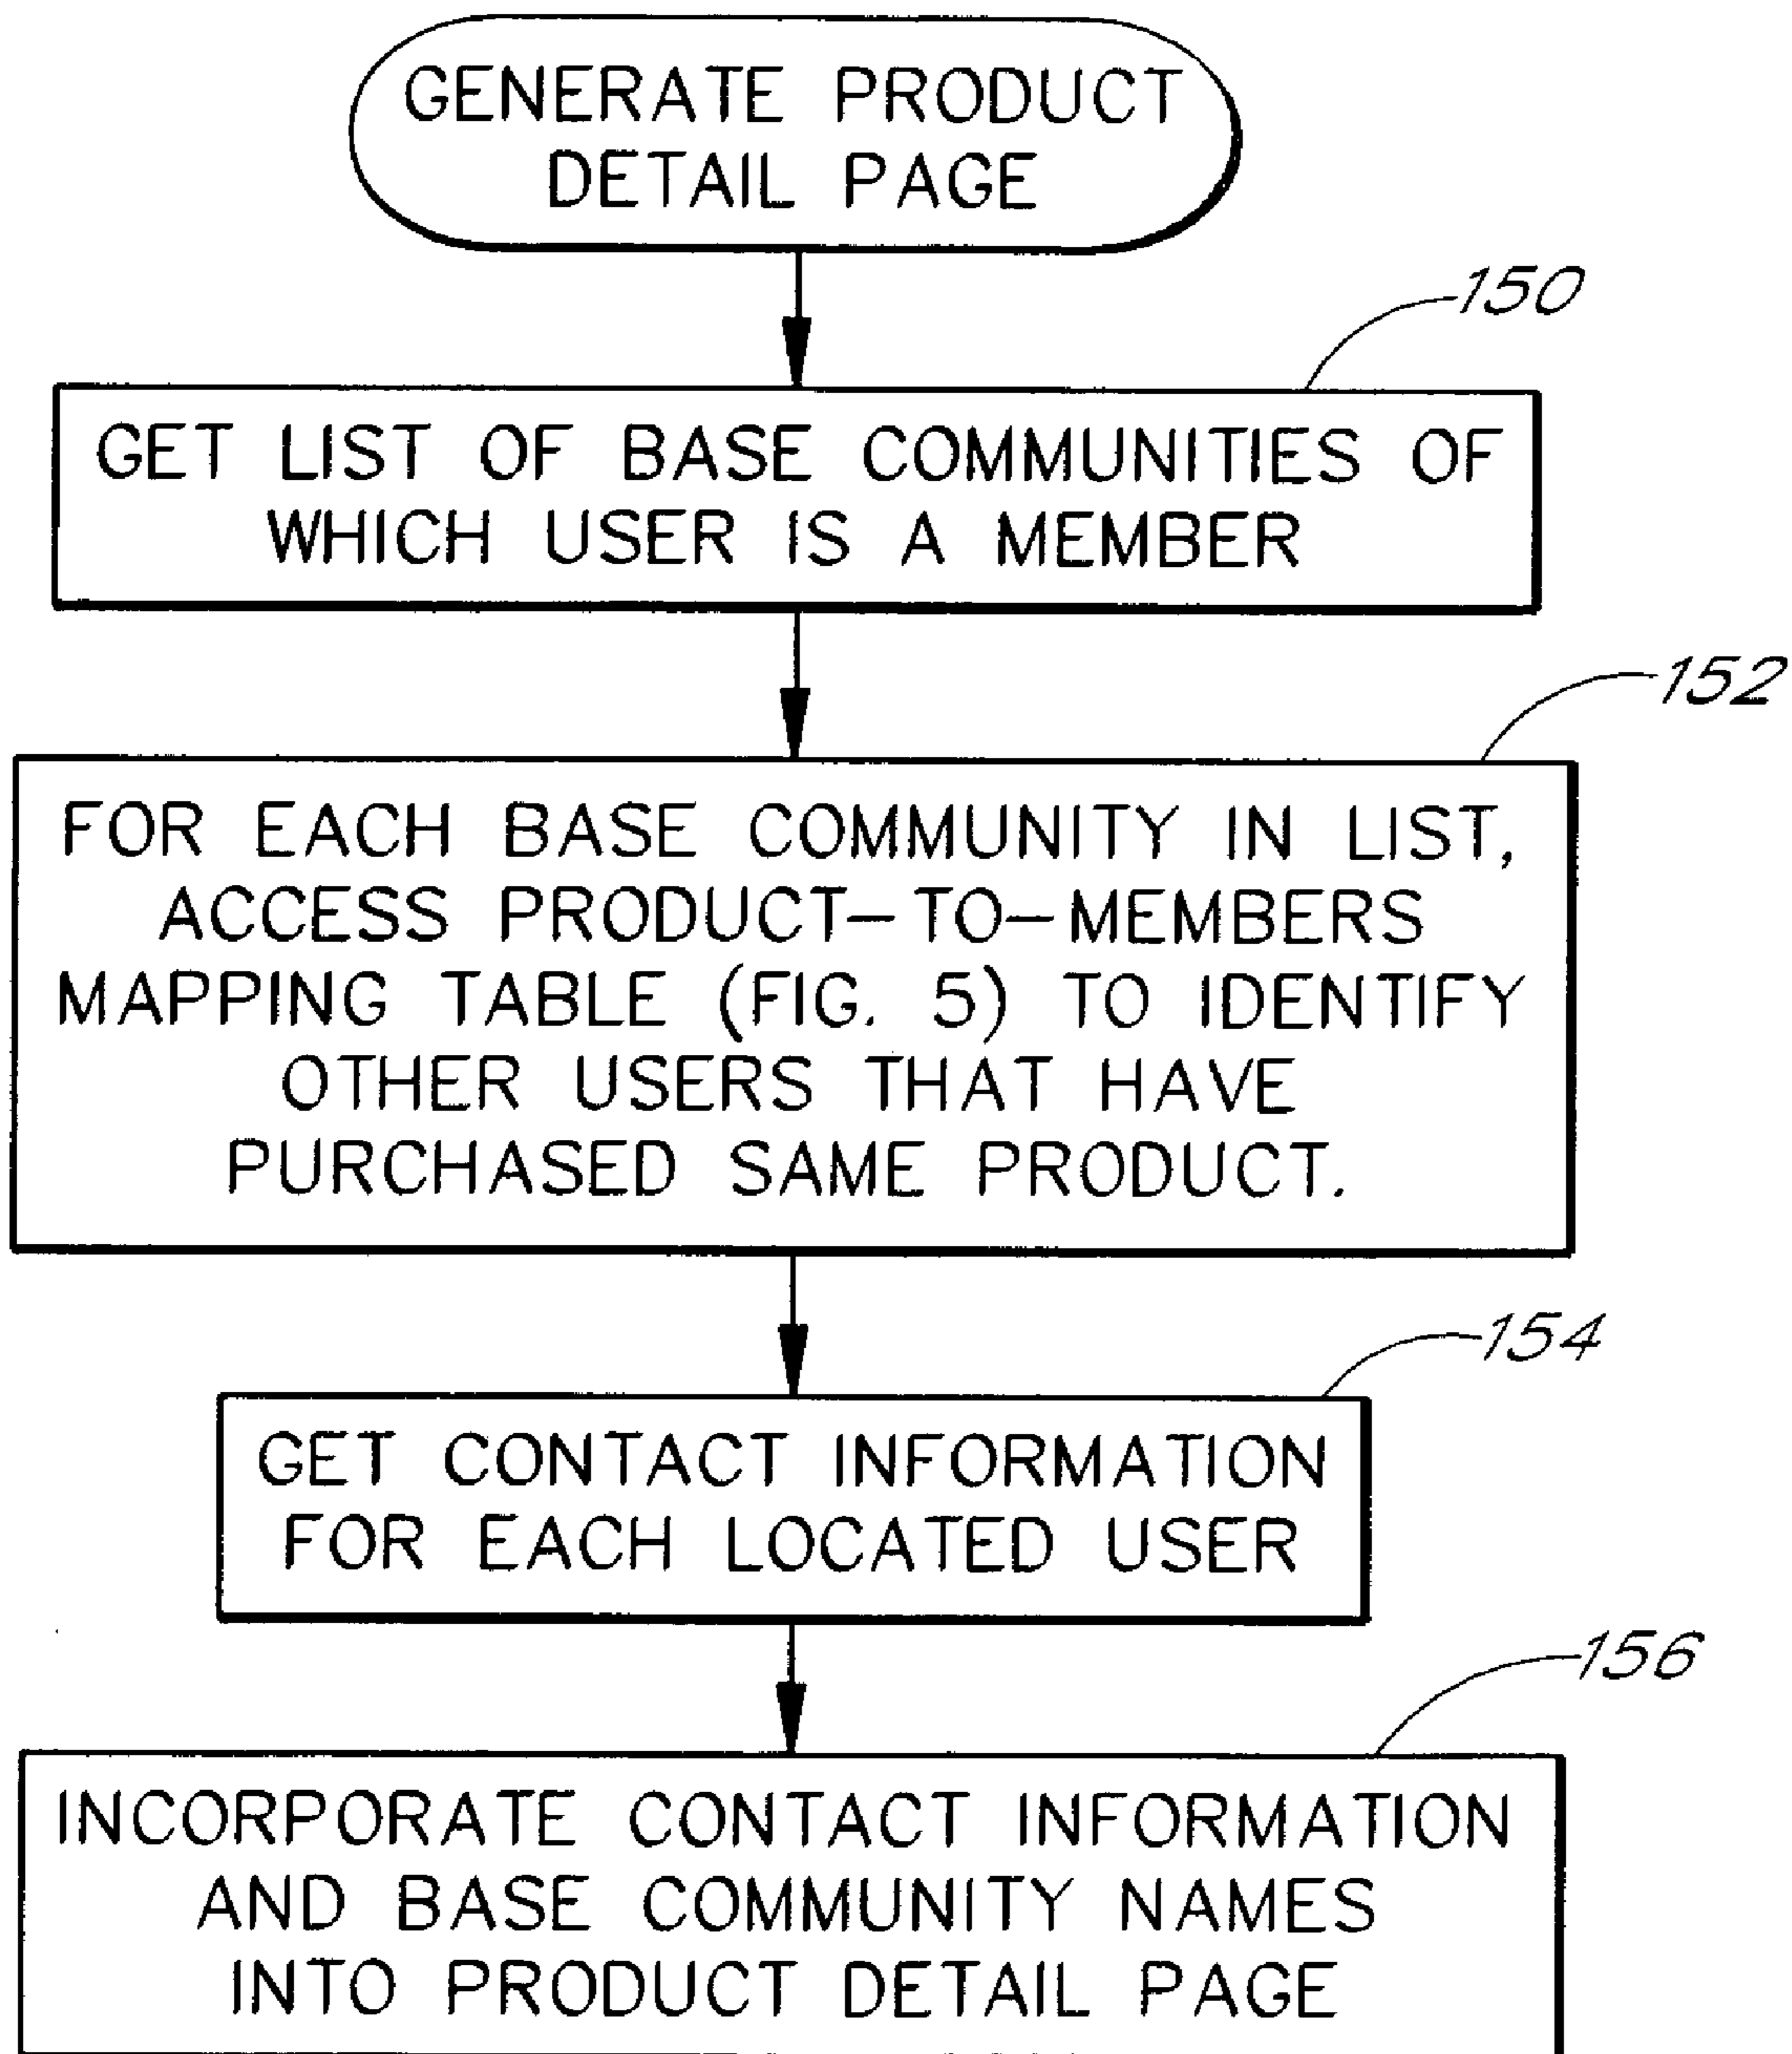 GENERATE PRODUCT
DETAIL PAGE
150
GET LIST OF BASE COMMUNITIES OF
WHICH USER IS A MEMBER
152
FOR EACH BASE COMMUNITY IN LIST,
ACCESS PRODUCT-TO-MEMBERS
MAPPING TABLE (FIG. 5) TO IDENTIFY
OTHER USERS THAT HAVE
PURCHASED SAME PRODUCT.
154
GET CONTACT INFORMATION
FOR EACH LOCATED USER
156
INCORPORATE CONTACT INFORMATION
AND BASE COMMUNITY NAMES
INTO PRODUCT DETAIL PAGE